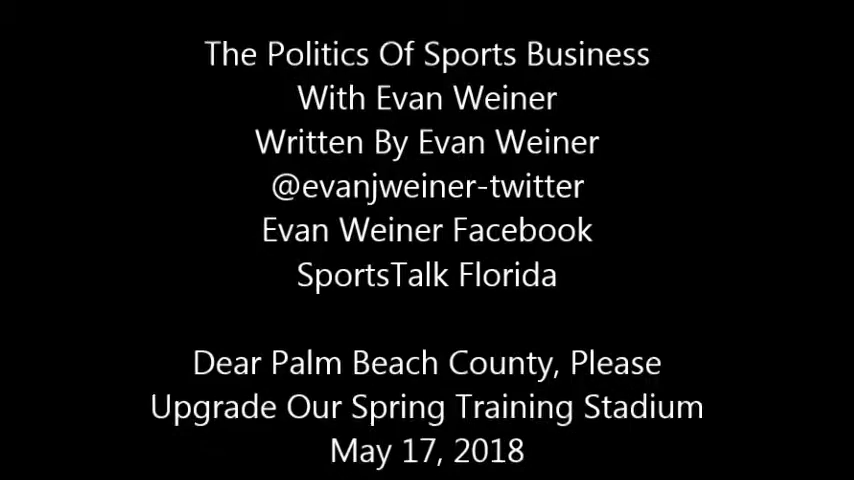 The Politics Of Sports Business
With Evan Weiner
Written By Evan Weiner
@evanjweiner-twitter
Evan Weiner Facebook
SportsTalk Florida
Dear Palm Beach County, Please
Upgrade Our Spring Training Stadium
May 17, 2018